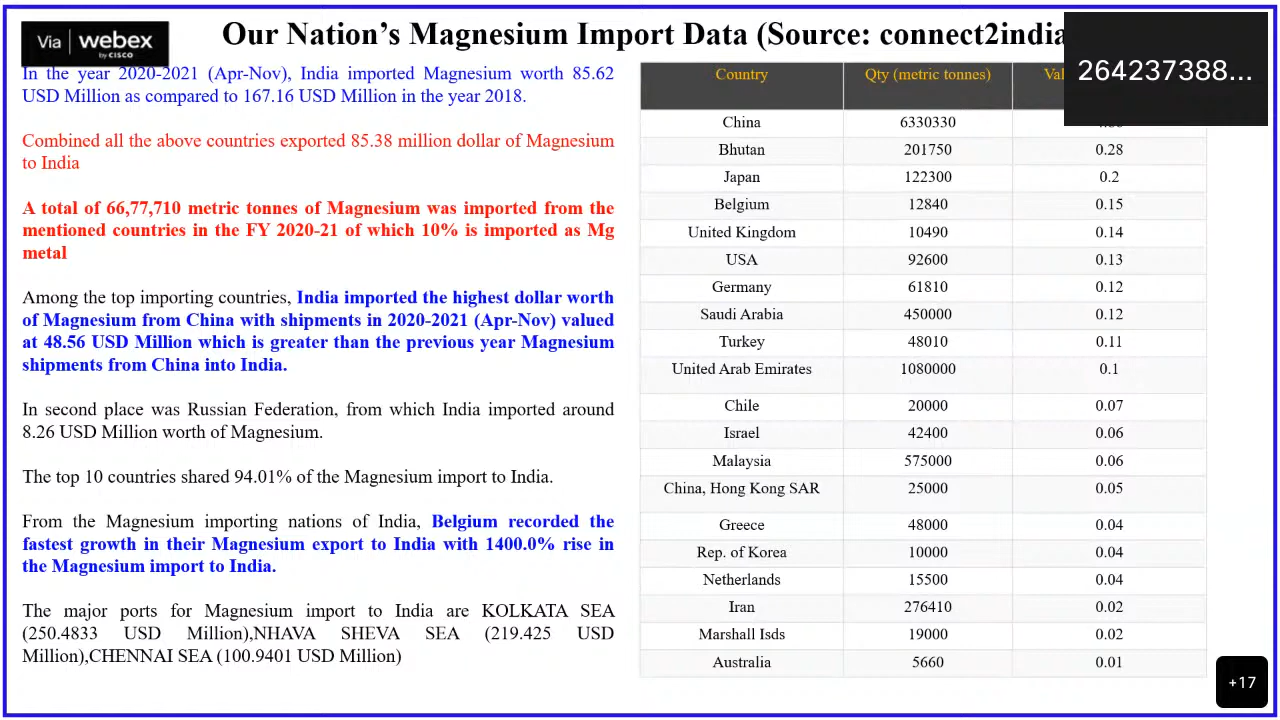 Via | webex
by CISCO
Our Nation’s Magnesium Import Data (Source: connect2india
264237388...
In the year 2020-2021 (Apr-Nov), India imported Magnesium worth 85.62
USD Million as compared to 167.16 USD Million in the year 2018.
Combined all the above countries exported 85.38 million dollar of Magnesium
to India
A total of 66,77,710 metric tonnes of Magnesium was imported from the
mentioned countries in the FY 2020-21 of which 10% is imported as Mg
metal
Among the top importing countries, India imported the highest dollar worth
of Magnesium from China with shipments in 2020-2021 (Apr-Nov) valued
at 48.56 USD Million which is greater than the previous year Magnesium
shipments from China into India.
In second place was Russian Federation, from which India imported around
8.26 USD Million worth of Magnesium.
The top 10 countries shared 94.01% of the Magnesium import to India.
From the Magnesium importing nations of India, Belgium recorded the
fastest growth in their Magnesium export to India with 1400.0% rise in
the Magnesium import to India.
The major ports for Magnesium import to India are KOLKATA SEA
(250.4833 USD Million),NHAVA SHEVA SEA (219.425 USD
Million),CHENNAI SEA (100.9401 USD Million)
Country Qty (metric tonnes)
China 6330330
Bhutan 201750 0.28
Japan 122300 0.2
Belgium 12840 0.15
United Kingdom 10490 0.14
USA 92600 0.13
Germany 61810 0.12
Saudi Arabia 450000 0.12
Turkey 48010 0.11
United Arab Emirates 1080000 0.1
Chile 20000 0.07
Israel 42400 0.06
Malaysia 575000 0.06
China, Hong Kong SAR 25000 0.05
Greece 48000 0.04
Rep. of Korea 10000 0.04
Netherlands 15500 0.04
Iran 276410 0.02
Marshall Isds 19000 0.02
Australia 5660 0.01
+17